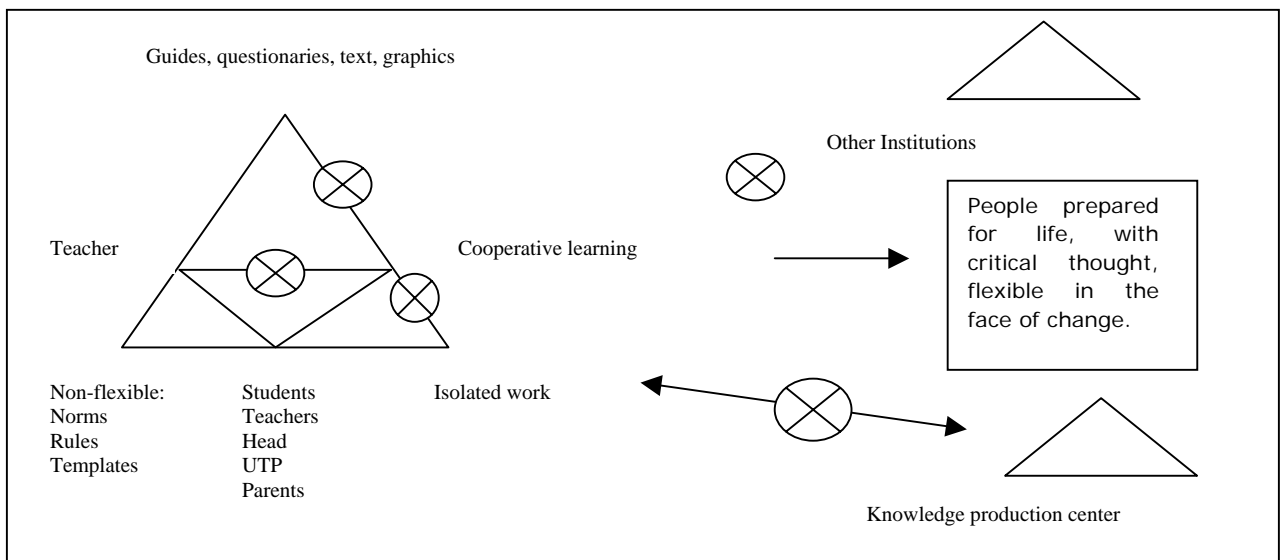 Guides, questionaries, text, graphics
Other Institutions
People prepared
for life, with
critical thought,
flexible in the
face of change.
Teacher
Cooperative learning
Non-flexible:
Norms
Rules
Templates
Students
Teachers
Head
UTP
Parents
Isolated work
Knowledge production center